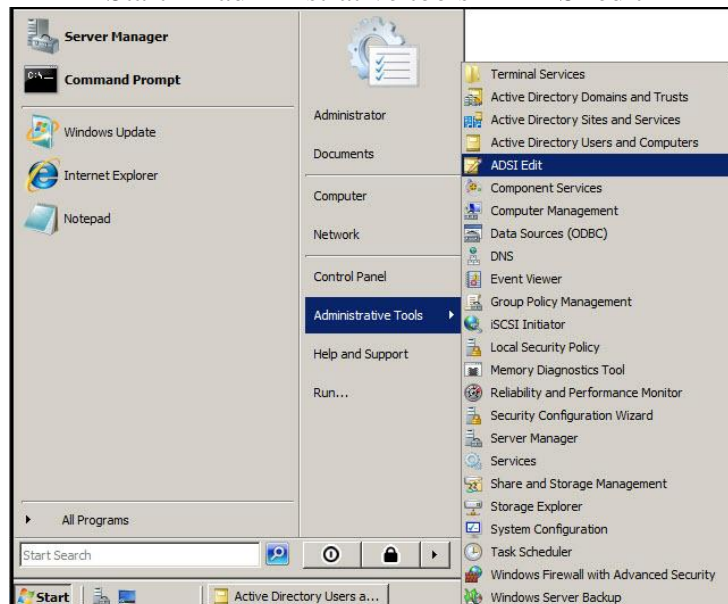 Server Manager
Command Prompt
Windows Update
Internet Explorer
Notepad
All Programs
Start Search
Administrator
Documents
Computer
Network
Control Panel
Administrative Tools
Help and Support
Run...
Terminal Services
Active Directory Domains and Trusts
Active Directory Sites and Services
Active Directory Users and Computers
ADSI Edit
Component Services
Computer Management
Data Sources (ODBC)
DNS
Event Viewer
Group Policy Management
iSCSI Initiator
Local Security Policy
Memory Diagnostics Tool
Reliability and Performance Monitor
Security Configuration Wizard
Server Manager
Services
Share and Storage Management
Storage Explorer
System Configuration
Task Scheduler
Windows Firewall with Advanced Security
Windows Server Backup
Start
Active Directory Users a...